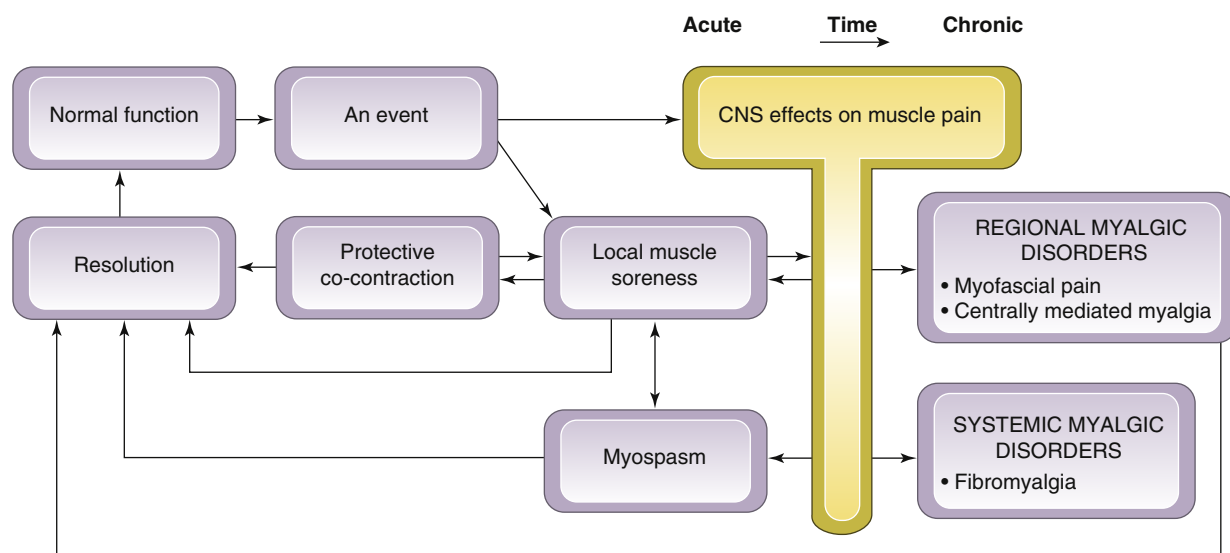 Acute Time Chronic
Normal function
An event
CNS effects on muscle pain
Resolution
Protective
co-contraction
Local muscle
soreness
REGIONAL MYALGIC
DISORDERS
• Myofascial pain
• Centrally mediated myalgia
Myospasm
SYSTEMIC MYALGIC
DISORDERS
• Fibromyalgia